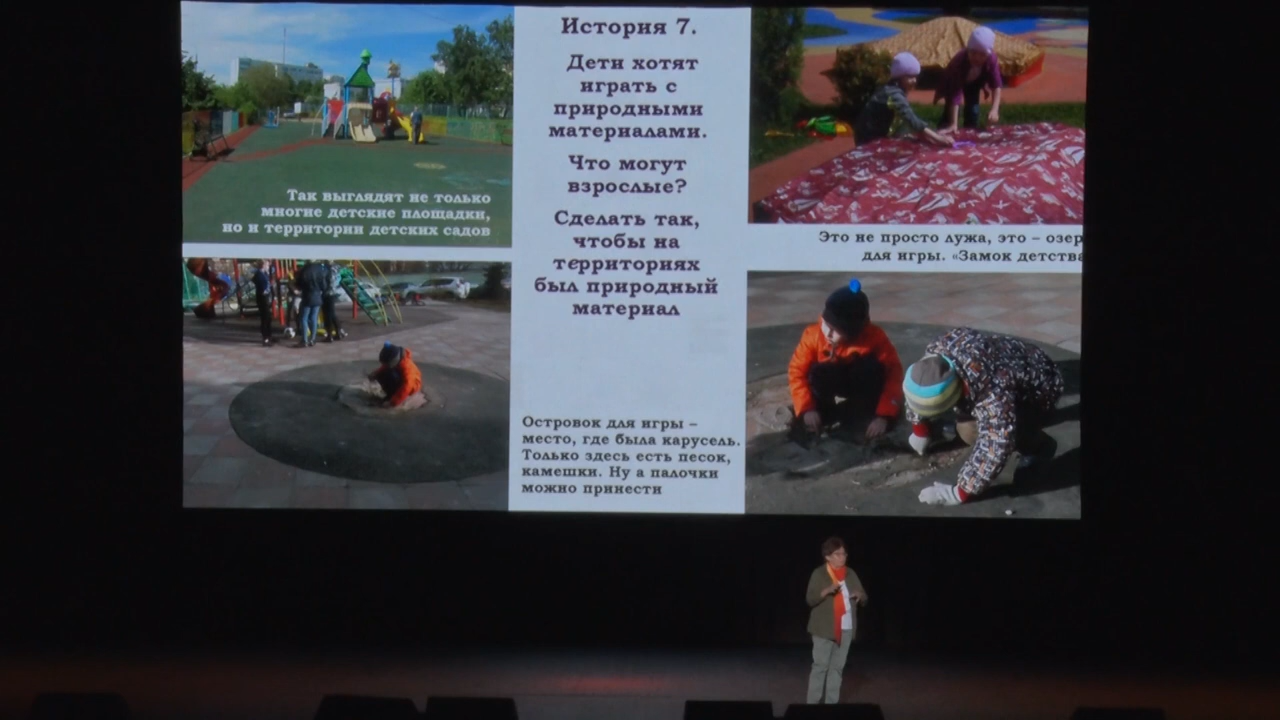 История 7.
Дети хотят
играть с
природными
материалами.
Что могут
взрослые?
Сделать так,
чтобы на
территориях
был природный
материал
Так выглядят не только
многие детские площадки,
но и территории детских садов
Островок для игры –
место, где была карусель.
Только здесь есть песок,
камешки. Ну а палочки
можно принести
Это не просто лужа, это – озер
для игры. «Замок детства